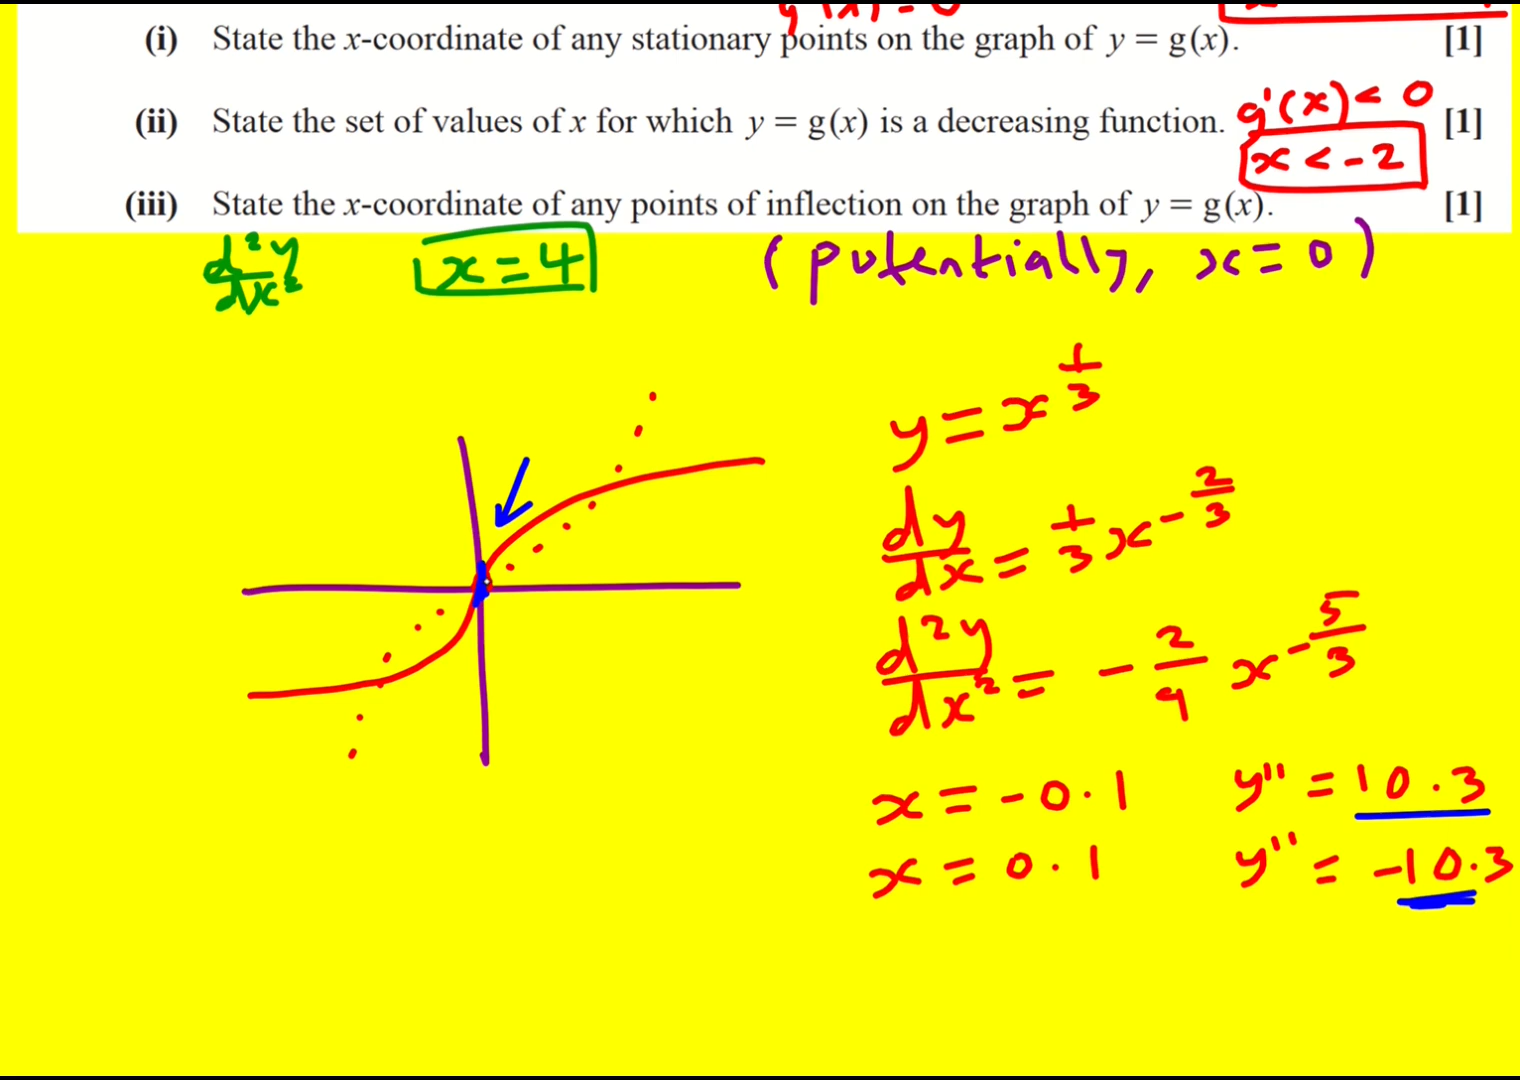 (i) State the x-coordinate of any stationary points on the graph of y = g(x). [1]
g'(x) < 0
(ii) State the set of values of x for which y = g(x) is a decreasing function. [1]
x < -2
(iii) State the x-coordinate of any points of inflection on the graph of y = g(x). [1]
d²y/dx² x = 4 (potentially, x = 0)
y = x^(1/3)
dy/dx = 1/3 x^(-2/3)
d²y/dx² = - 2/9 x^(-5/3)
x = -0.1 y'' = 10.3
x = 0.1 y'' = -10.3